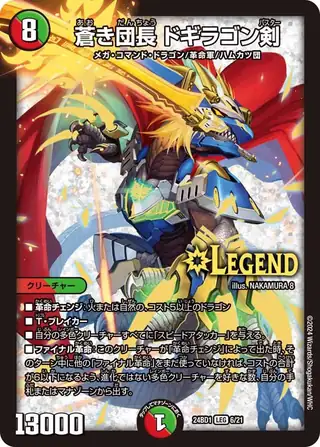 8
あお だんちょう バスター
蒼き団長 ドギラゴン剣
メガ・コマンド・ドラゴン/革命軍/ハムカツ団
LEGEND
illus. NAKAMURA 8
クリーチャー
■革命チェンジ:火または自然の、コスト5以上のドラゴン
■T・ブレイカー
■自分の多色クリーチャーすべてに「スピードアタッカー」を与える。
■ファイナル革命:このクリーチャーが「革命チェンジ」によって出た時、そ
のターン中に他の「ファイナル革命」をまだ使っていなければ、コストの合計
が6以下になるよう、進化ではない多色クリーチャーを好きな数、自分の手
札またはマナゾーンから出す。
13000
1
24BD1 LEG 6/21
©2024 Wizards/Shogakukan/WHC